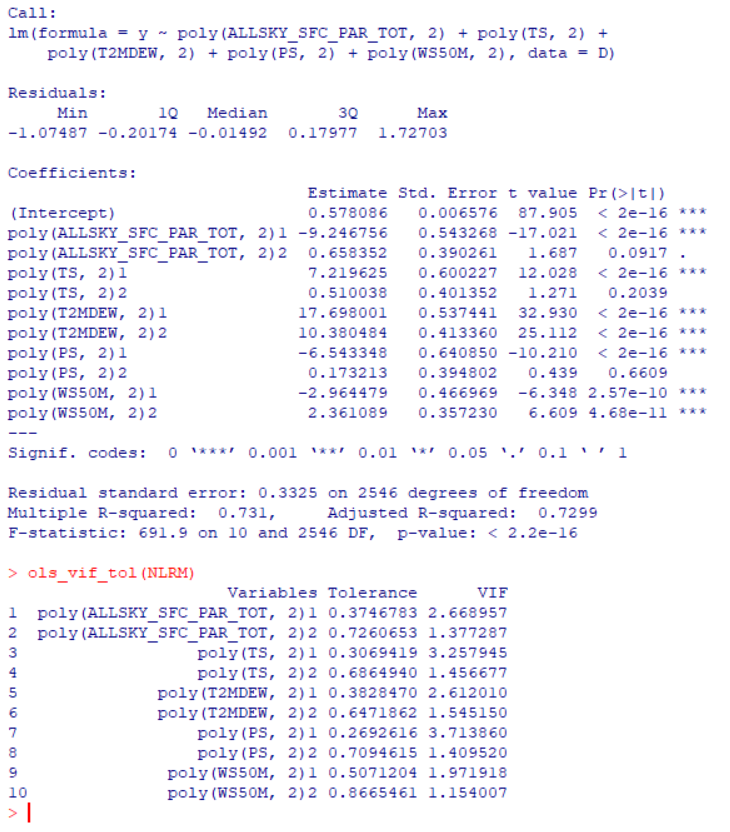 Call:
lm(formula = y ~ poly(ALLSKY_SFC_PAR_TOT, 2) + poly(TS, 2) +
    poly(T2MDEW, 2) + poly(PS, 2) + poly(WS50M, 2), data = D)

Residuals:
     Min       1Q   Median       3Q      Max
-1.07487 -0.20174 -0.01492  0.17977  1.72703

Coefficients:
                              Estimate Std. Error t value Pr(>|t|)
(Intercept)                   0.578086   0.006576  87.905  < 2e-16 ***
poly(ALLSKY_SFC_PAR_TOT, 2)1 -9.246756   0.543268 -17.021  < 2e-16 ***
poly(ALLSKY_SFC_PAR_TOT, 2)2  0.658352   0.390261   1.687   0.0917 .
poly(TS, 2)1                  7.219625   0.600227  12.028  < 2e-16 ***
poly(TS, 2)2                  0.510038   0.401352   1.271   0.2039
poly(T2MDEW, 2)1             17.698001   0.537441  32.930  < 2e-16 ***
poly(T2MDEW, 2)2             10.380484   0.413360  25.112  < 2e-16 ***
poly(PS, 2)1                 -6.543348   0.640850 -10.210  < 2e-16 ***
poly(PS, 2)2                  0.173213   0.394802   0.439   0.6609
poly(WS50M, 2)1              -2.964479   0.466969  -6.348 2.57e-10 ***
poly(WS50M, 2)2               2.361089   0.357230   6.609 4.68e-11 ***
---
Signif. codes:  0 ‘***’ 0.001 ‘**’ 0.01 ‘*’ 0.05 ‘.’ 0.1 ‘ ’ 1

Residual standard error: 0.3325 on 2546 degrees of freedom
Multiple R-squared:  0.731,     Adjusted R-squared:  0.7299
F-statistic: 691.9 on 10 and 2546 DF,  p-value: < 2.2e-16

> ols_vif_tol(NLRM)
                      Variables Tolerance      VIF
1  poly(ALLSKY_SFC_PAR_TOT, 2)1 0.3746783 2.668957
2  poly(ALLSKY_SFC_PAR_TOT, 2)2 0.7260653 1.377287
3                  poly(TS, 2)1 0.3069419 3.257945
4                  poly(TS, 2)2 0.6864940 1.456677
5              poly(T2MDEW, 2)1 0.3828470 2.612010
6              poly(T2MDEW, 2)2 0.6471862 1.545150
7                  poly(PS, 2)1 0.2692616 3.713860
8                  poly(PS, 2)2 0.7094615 1.409520
9               poly(WS50M, 2)1 0.5071204 1.971918
10              poly(WS50M, 2)2 0.8665461 1.154007
>